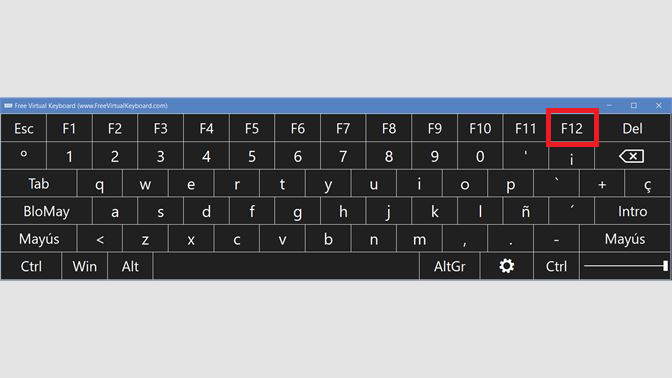 Free Virtual Keyboard (www.FreeVirtualKeyboard.com)
Esc F1 F2 F3 F4 F5 F6 F7 F8 F9 F10 F11 F12 Del
º 1 2 3 4 5 6 7 8 9 0 ' ¡
Tab q w e r t y u i o p ` + ç
BloMay a s d f g h j k l ñ ´ Intro
Mayús < z x c v b n m , . - Mayús
Ctrl Win Alt AltGr Ctrl